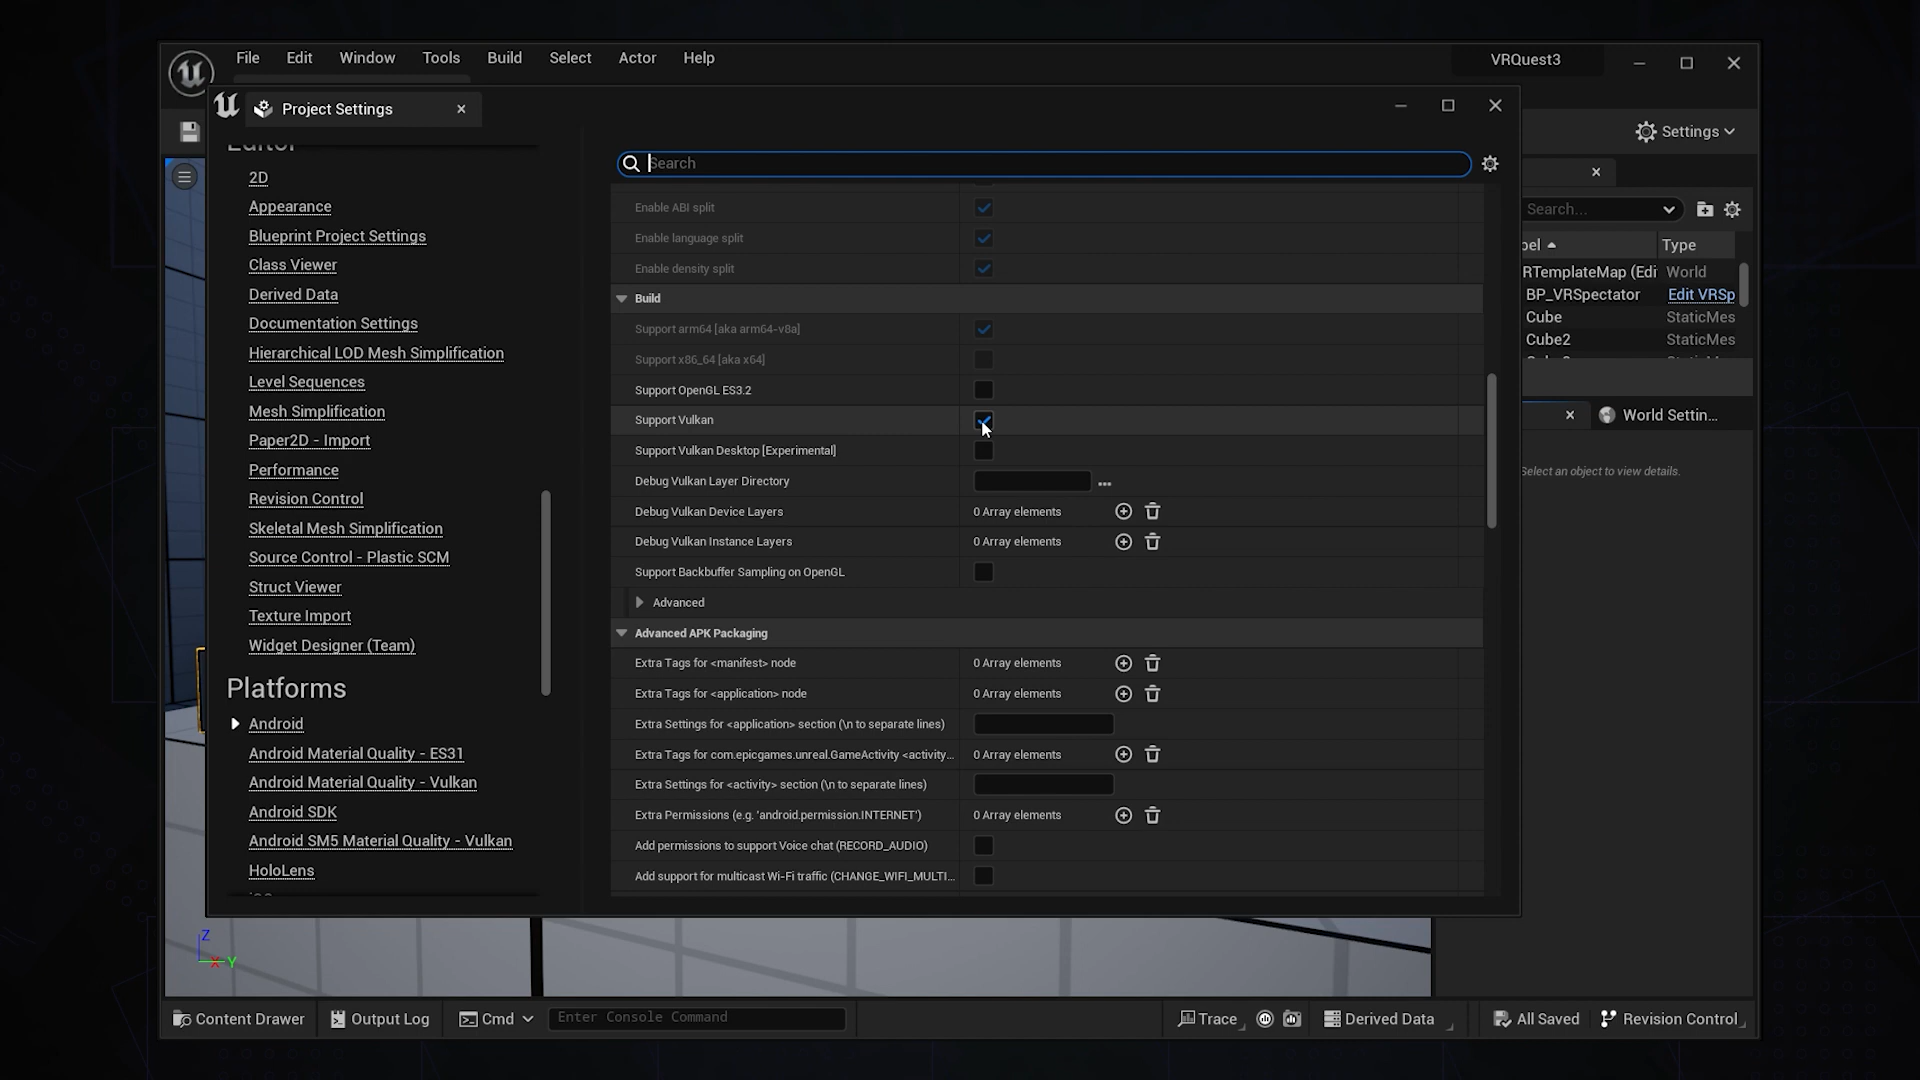 File Edit Window Tools Build Select Actor Help
VRQuest3
Project Settings
Settings
Editor
Search
2D
Appearance
Blueprint Project Settings
Class Viewer
Derived Data
Documentation Settings
Hierarchical LOD Mesh Simplification
Level Sequences
Mesh Simplification
Paper2D - Import
Performance
Revision Control
Skeletal Mesh Simplification
Source Control - Plastic SCM
Struct Viewer
Texture Import
Widget Designer (Team)
Platforms
Android
Android Material Quality - ES31
Android Material Quality - Vulkan
Android SDK
Android SM5 Material Quality - Vulkan
HoloLens
Enable ABI split
Enable language split
Enable density split
Build
Support arm64 [aka arm64-v8a]
Support x86_64 [aka x64]
Support OpenGL ES3.2
Support Vulkan
Support Vulkan Desktop [Experimental]
Debug Vulkan Layer Directory ...
Debug Vulkan Device Layers 0 Array elements
Debug Vulkan Instance Layers 0 Array elements
Support Backbuffer Sampling on OpenGL
Advanced
Advanced APK Packaging
Extra Tags for <manifest> node 0 Array elements
Extra Tags for <application> node 0 Array elements
Extra Settings for <application> section (\n to separate lines)
Extra Tags for com.epicgames.unreal.GameActivity <activity... 0 Array elements
Extra Settings for <activity> section (\n to separate lines)
Extra Permissions (e.g. 'android.permission.INTERNET') 0 Array elements
Add permissions to support Voice chat (RECORD_AUDIO)
Add support for multicast Wi-Fi traffic (CHANGE_WIFI_MULTI...
Search...
bel Type
RTemplateMap (Edi World
BP_VRSpectator Edit VRSp
Cube StaticMes
Cube2 StaticMes
World Settin...
Select an object to view details.
Z
X Y
Content Drawer Output Log Cmd Enter Console Command Trace Derived Data All Saved Revision Control